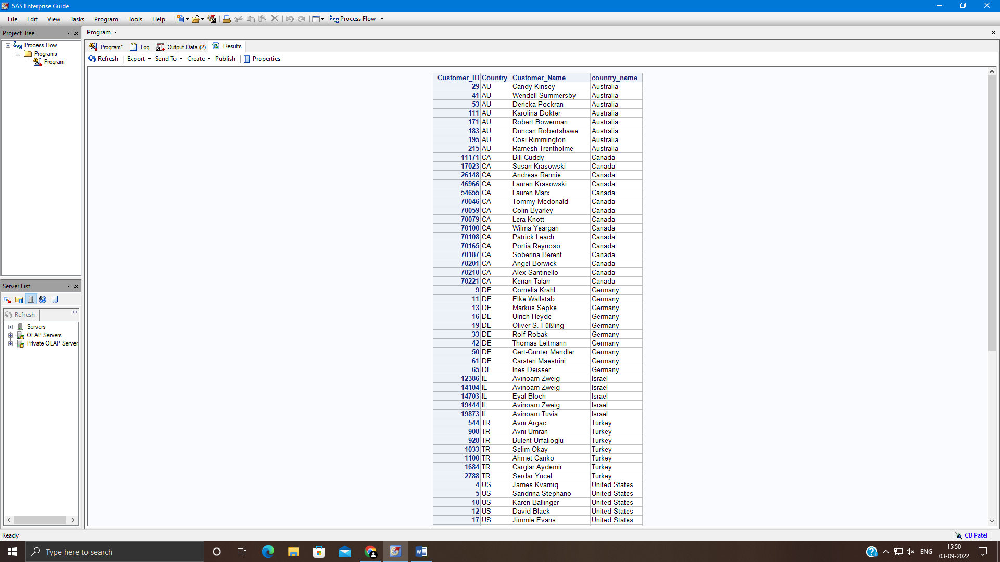 SAS Enterprise Guide
File Edit View Tasks Program Tools Help Process Flow
Project Tree
Process Flow
Programs
Program
Program
Program* Log Output Data (2) Results
Refresh Export Send To Create Publish Properties
Customer_ID Country Customer_Name country_name
29 AU Candy Kinsey Australia
41 AU Wendell Summersby Australia
53 AU Dericka Pockran Australia
111 AU Karolina Dokter Australia
171 AU Robert Bowerman Australia
183 AU Duncan Robertshawe Australia
195 AU Cosi Rimmington Australia
215 AU Ramesh Trentholme Australia
11171 CA Bill Cuddy Canada
17023 CA Susan Krasowski Canada
26148 CA Andreas Rennie Canada
46966 CA Lauren Krasowski Canada
54655 CA Lauren Marx Canada
70046 CA Tommy Mcdonald Canada
70059 CA Colin Byarley Canada
70079 CA Lera Knott Canada
70100 CA Wilma Yeargan Canada
70108 CA Patrick Leach Canada
70165 CA Portia Reynoso Canada
70187 CA Soberina Berent Canada
70201 CA Angel Borwick Canada
70210 CA Alex Santinello Canada
70221 CA Kenan Talarr Canada
9 DE Cornelia Krahl Germany
11 DE Elke Wallstab Germany
13 DE Markus Sepke Germany
16 DE Ulrich Heyde Germany
19 DE Oliver S. Füßling Germany
33 DE Rolf Robak Germany
42 DE Thomas Leitmann Germany
50 DE Gert-Gunter Mendler Germany
61 DE Carsten Maestrini Germany
65 DE Ines Deisser Germany
12386 IL Avinoam Zweig Israel
14104 IL Avinoam Zweig Israel
14703 IL Eyal Bloch Israel
19444 IL Avinoam Zweig Israel
19873 IL Avinoam Tuvia Israel
544 TR Avni Argac Turkey
908 TR Avni Umran Turkey
928 TR Bulent Urfalioglu Turkey
1033 TR Selim Okay Turkey
1100 TR Ahmet Canko Turkey
1684 TR Carglar Aydemir Turkey
2788 TR Serdar Yucel Turkey
4 US James Kvarniq United States
5 US Sandrina Stephano United States
10 US Karen Ballinger United States
12 US David Black United States
17 US Jimmie Evans United States
Server List
Refresh
Servers
OLAP Servers
Private OLAP Server
Ready
CB Patel
Type here to search
ENG
15:50
03-09-2022